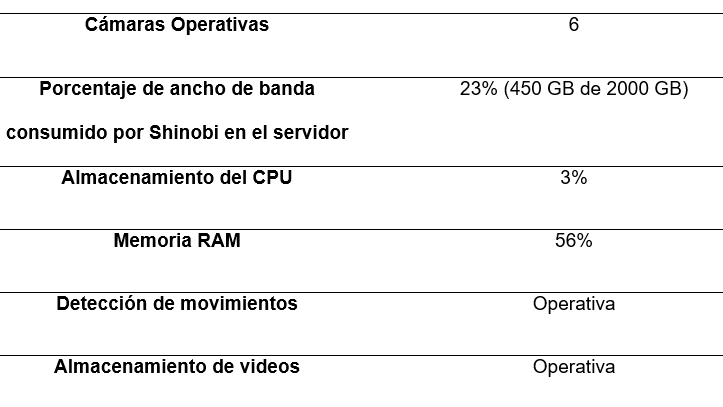 Cámaras Operativas 6
Porcentaje de ancho de banda 23% (450 GB de 2000 GB)
consumido por Shinobi en el servidor
Almacenamiento del CPU 3%
Memoria RAM 56%
Detección de movimientos Operativa
Almacenamiento de videos Operativa